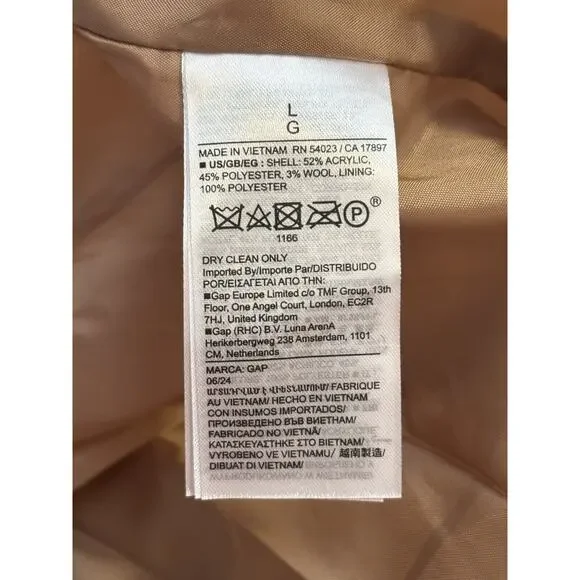 L
G
MADE IN VIETNAM RN 54023 / CA 17897
■ US/GB/EG : SHELL: 52% ACRYLIC,
45% POLYESTER, 3% WOOL, LINING:
100% POLYESTER
P ®
1166
DRY CLEAN ONLY
Imported By/Importe Par/DISTRIBUIDO
POR/ΕΙΣΑΓΕΤΑΙ ΑΠΟ ΤΗΝ:
■Gap Europe Limited c/o TMF Group, 13th
Floor, One Angel Court, London, EC2R
7HJ, United Kingdom
■Gap (RHC) B.V. Luna ArenA
Herikerbergweg 238 Amsterdam, 1101
CM, Netherlands
MARCA: GAP
06/24
ԱՐՏԱԴՐՎԱԾ Է ՎԻԵՏՆԱՄՈՒՄ/ FABRIQUE
AU VIETNAM/ HECHO EN VIETNAM
CON INSUMOS IMPORTADOS/
ПРОИЗВЕДЕНО ВЪВ ВИЕТНАМ/
FABRICADO NO VIETNÃ/
ΚΑΤΑΣΚΕΥΑΣΤΗΚΕ ΣΤΟ ΒΙΕΤΝΑΜ/
VYROBENO VE VIETNAMU/ 越南製造/
DIBUAT DI VIETNAM/